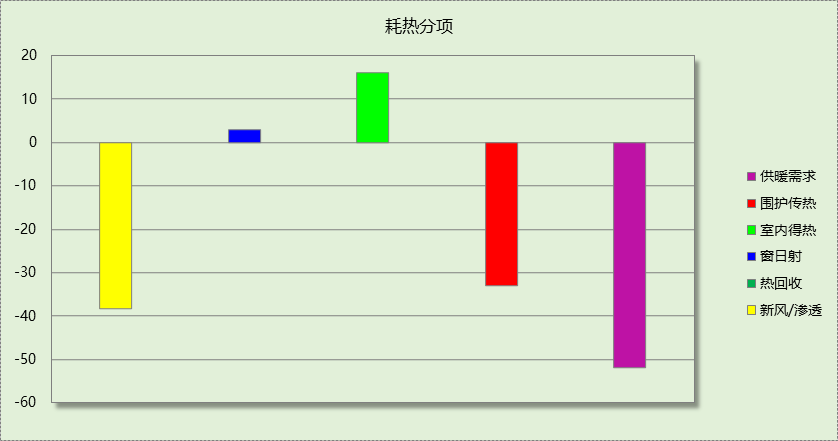 耗热分项
20
10
0
-10
-20
-30
-40
-50
-60
供暖需求
围护传热
室内得热
窗日射
热回收
新风/渗透